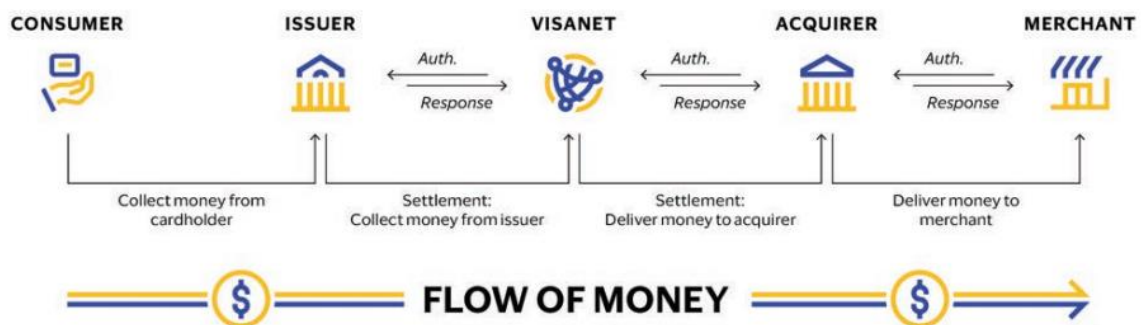 CONSUMER ISSUER VISANET ACQUIRER MERCHANT
Auth. Auth. Auth.
Response Response Response
Collect money from Settlement: Settlement: Deliver money to
cardholder Collect money from issuer Deliver money to acquirer merchant
$ FLOW OF MONEY $